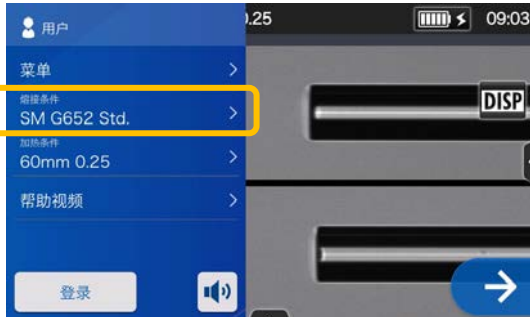 用户
菜单
熔接条件
SM G652 Std.
加热条件
60mm 0.25
帮助视频
登录
.25
09:03
DISP